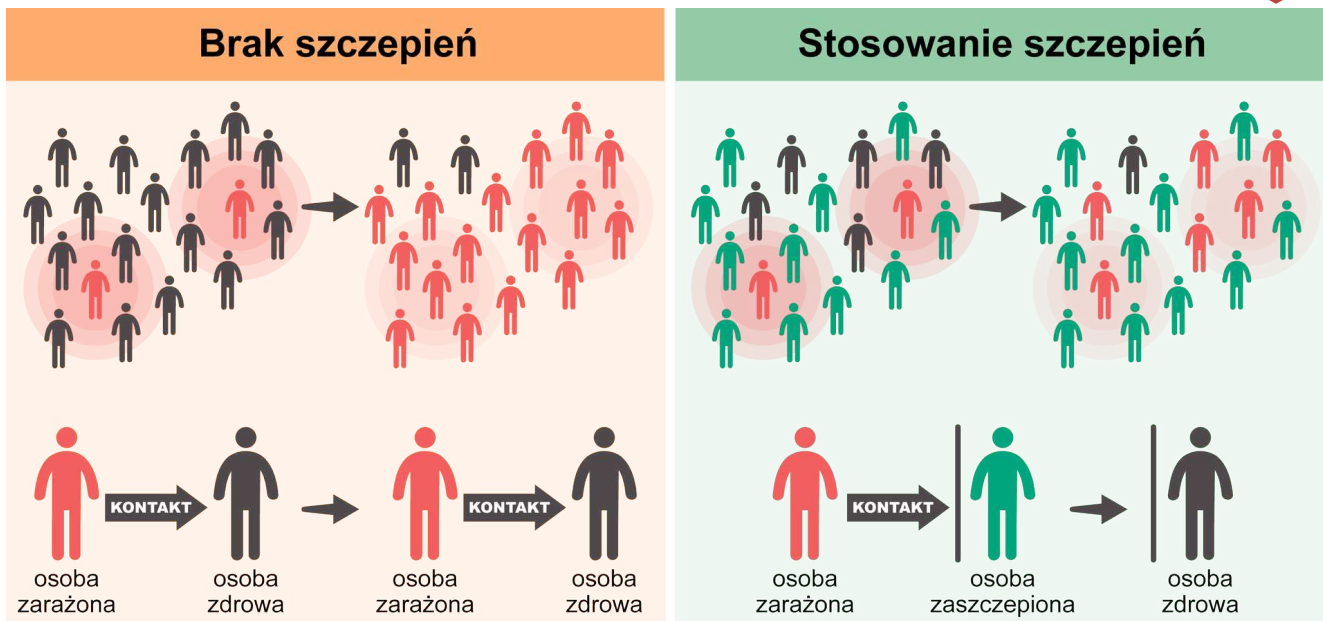 Brak szczepień
KONTAKT
KONTAKT
osoba
zarażona
osoba
zdrowa
osoba
zarażona
osoba
zdrowa
Stosowanie szczepień
KONTAKT
osoba
zarażona
osoba
zaszczepiona
osoba
zdrowa